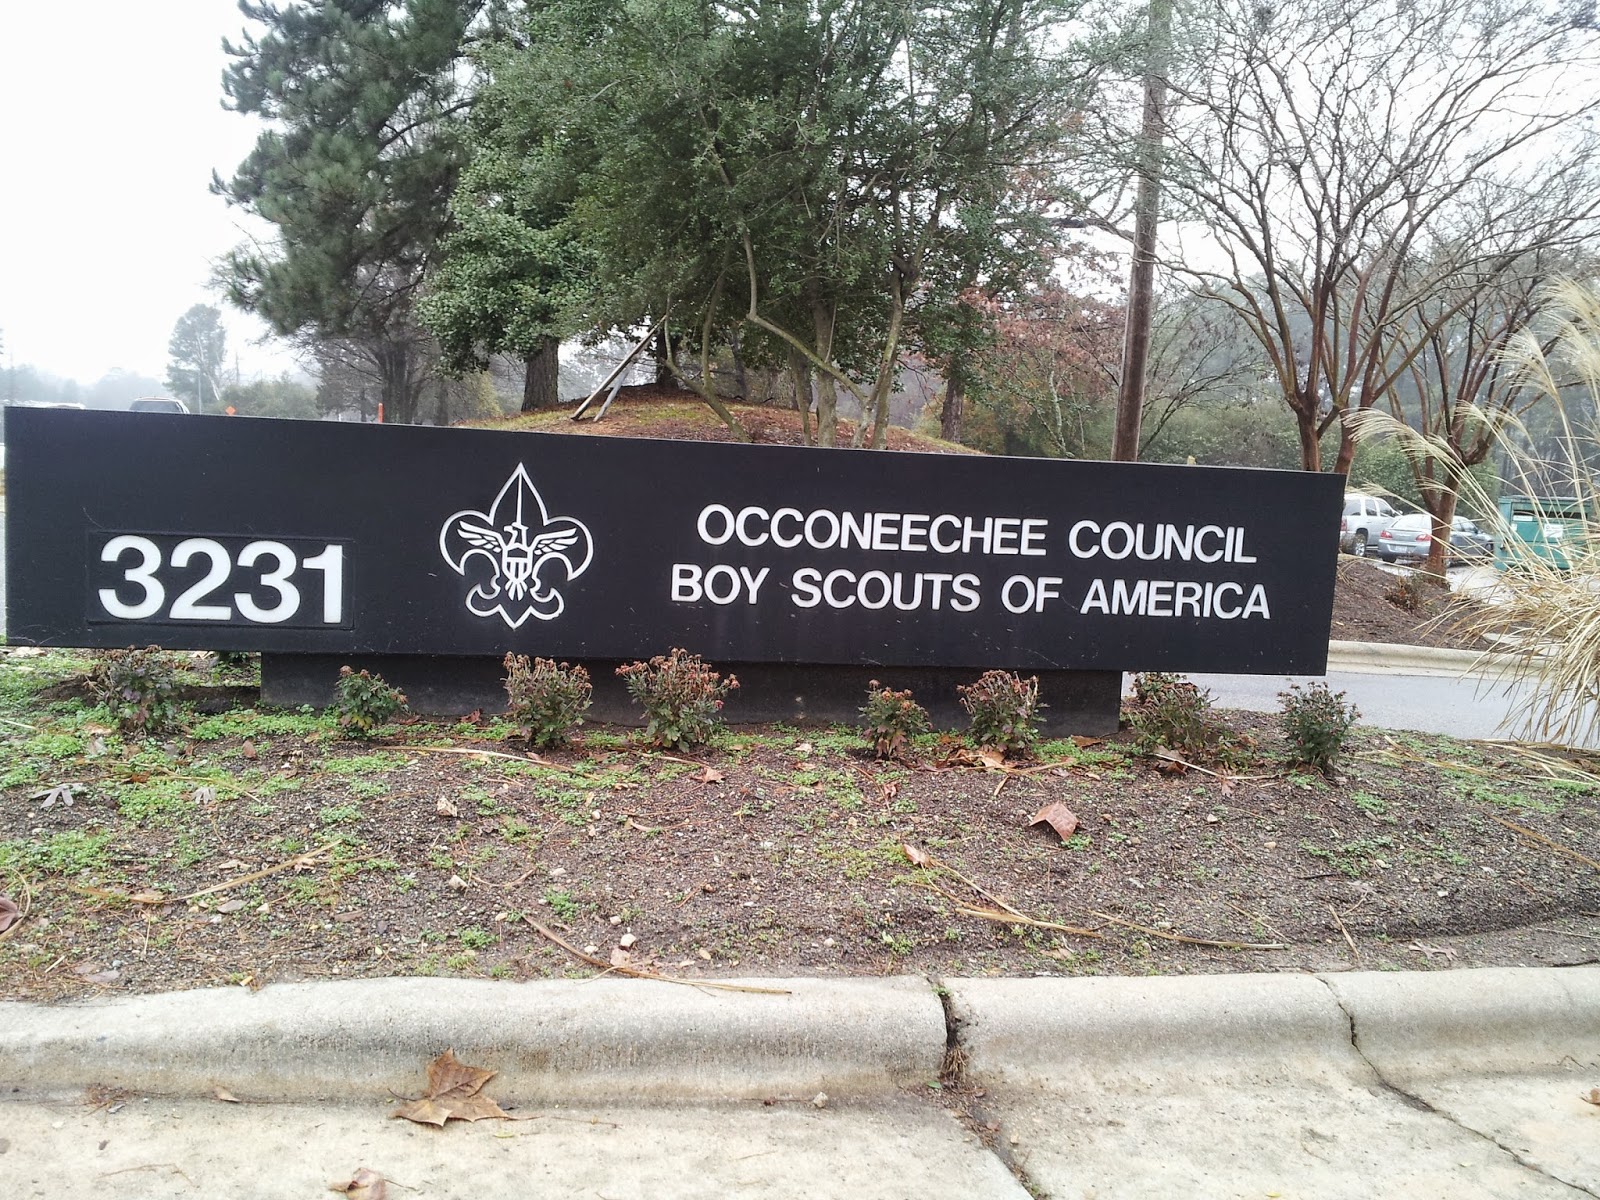 3231
OCCONEECHEE COUNCIL
BOY SCOUTS OF AMERICA